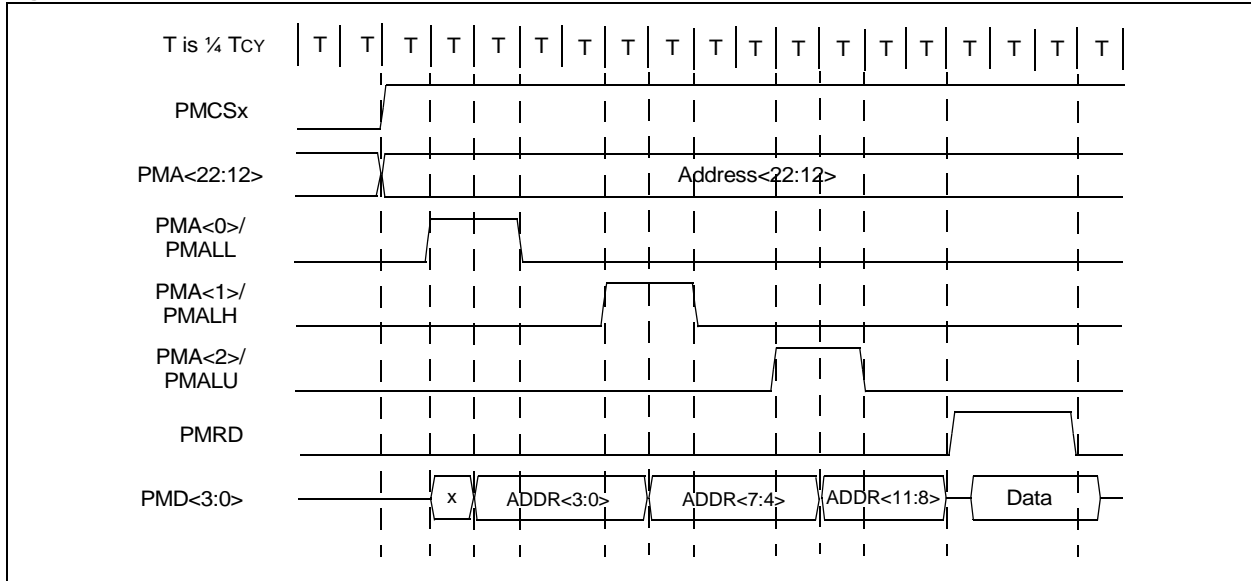 T is ¼ TCY T T T T T T T T T T T T T T T T T T T
PMCSx
PMA<22:12> Address<22:12>
PMA<0>/
PMALL
PMA<1>/
PMALH
PMA<2>/
PMALU
PMRD
PMD<3:0> x ADDR<3:0> ADDR<7:4> ADDR<11:8> Data